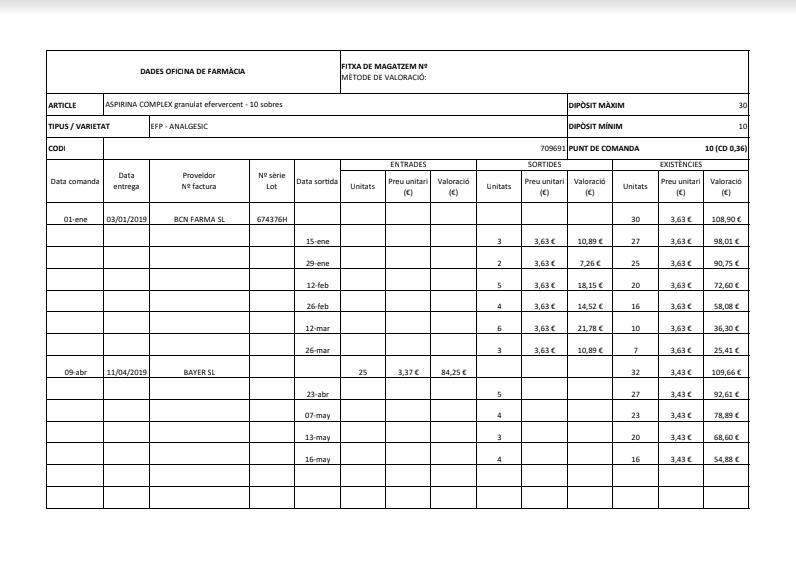 DADES OFICINA DE FARMÀCIA
FITXA DE MAGATZEM Nº
MÈTODE DE VALORACIÓ:
ARTICLE ASPIRINA COMPLEX granulat efervercent - 10 sobres DIPÒSIT MÀXIM 30
TIPUS / VARIETAT EFP - ANALGESIC DIPÒSIT MÍNIM 10
CODI 709691 PUNT DE COMANDA 10 (CD 0,36)
ENTRADES SORTIDES EXISTÈNCIES
Data comanda Data entrega Proveïdor Nº factura Nº sèrie Lot Data sortida Unitats Preu unitari (€) Valoració (€) Unitats Preu unitari (€) Valoració (€) Unitats Preu unitari (€) Valoració (€)
01-ene 03/01/2019 BCN FARMA SL 674376H 30 3,63 € 108,90 €
15-ene 3 3,63 € 10,89 € 27 3,63 € 98,01 €
29-ene 2 3,63 € 7,26 € 25 3,63 € 90,75 €
12-feb 5 3,63 € 18,15 € 20 3,63 € 72,60 €
26-feb 4 3,63 € 14,52 € 16 3,63 € 58,08 €
12-mar 6 3,63 € 21,78 € 10 3,63 € 36,30 €
26-mar 3 3,63 € 10,89 € 7 3,63 € 25,41 €
09-abr 11/04/2019 BAYER SL 25 3,37 € 84,25 € 32 3,43 € 109,66 €
23-abr 5 27 3,43 € 92,61 €
07-may 4 23 3,43 € 78,89 €
13-may 3 20 3,43 € 68,60 €
16-may 4 16 3,43 € 54,88 €